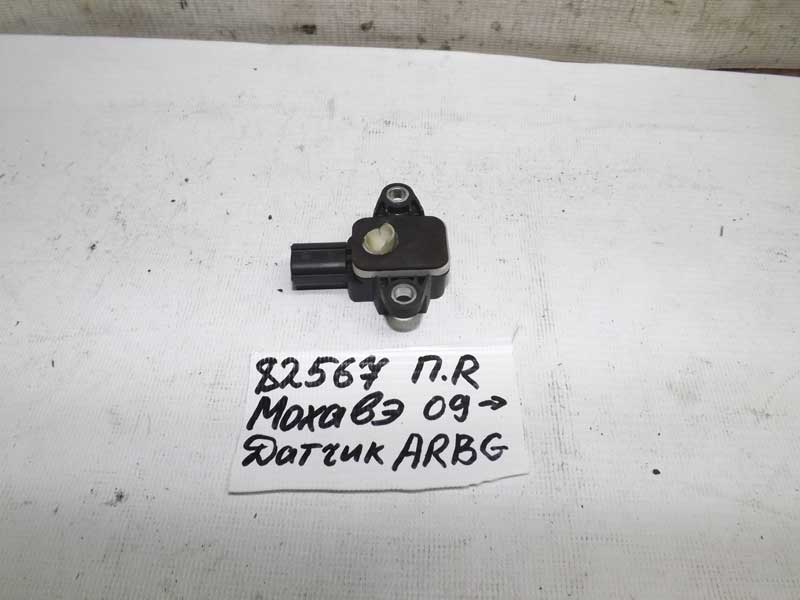 82567 П.R
Мохавэ 09→
Датчик ARBG